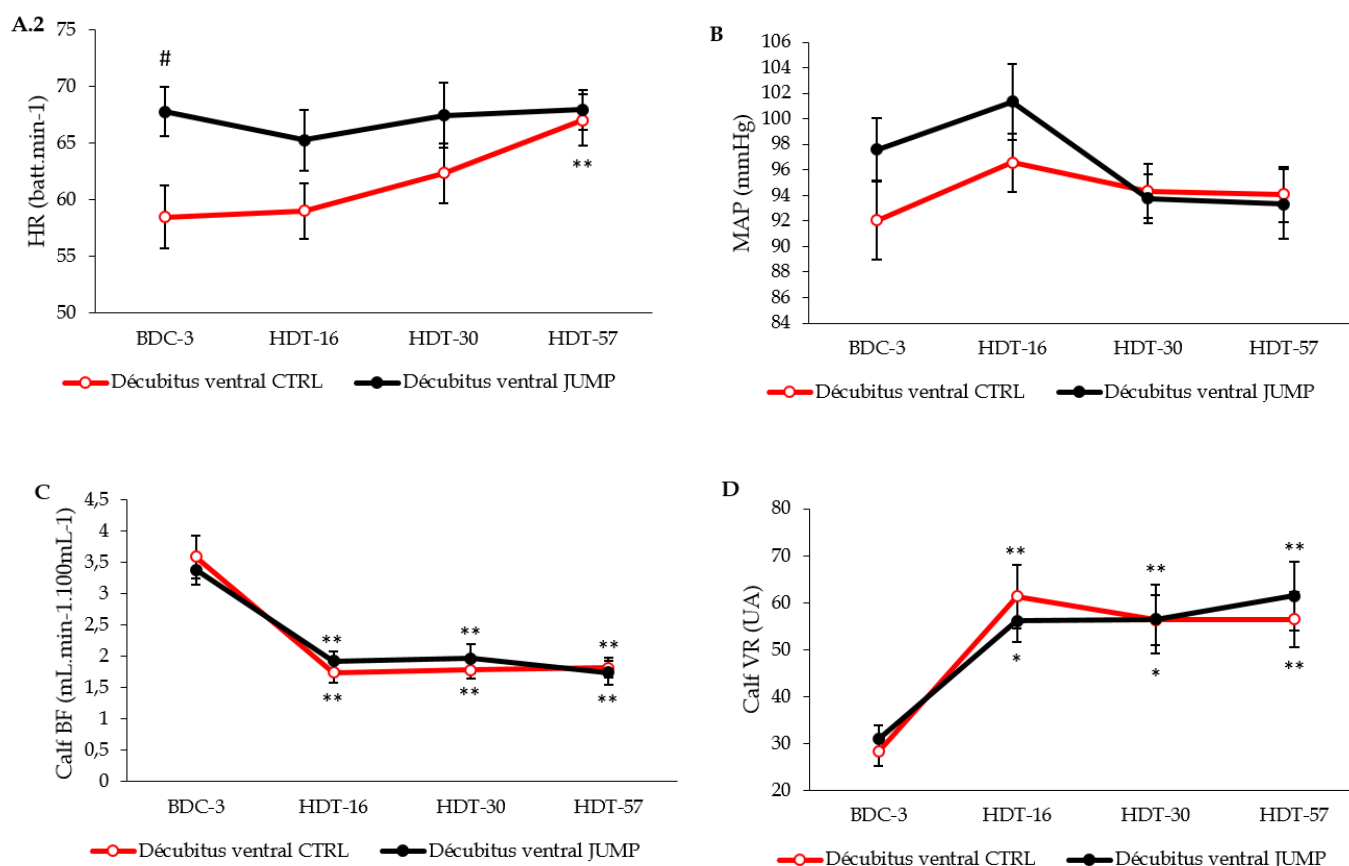 A.2
75
70
65
60
55
50
HR (batt.min-1)
#
**
BDC-3 HDT-16 HDT-30 HDT-57
Décubitus ventral CTRL Décubitus ventral JUMP
B
106
104
102
100
98
96
94
92
90
88
86
84
MAP (mmHg)
BDC-3 HDT-16 HDT-30 HDT-57
Décubitus ventral CTRL Décubitus ventral JUMP
C
4,5
4
3,5
3
2,5
2
1,5
1
0,5
0
Calf BF (mL.min-1.100mL-1)
** ** **
** ** **
BDC-3 HDT-16 HDT-30 HDT-57
Décubitus ventral CTRL Décubitus ventral JUMP
D
80
70
60
50
40
30
20
Calf VR (UA)
** ** **
* * **
BDC-3 HDT-16 HDT-30 HDT-57
Décubitus ventral CTRL Décubitus ventral JUMP